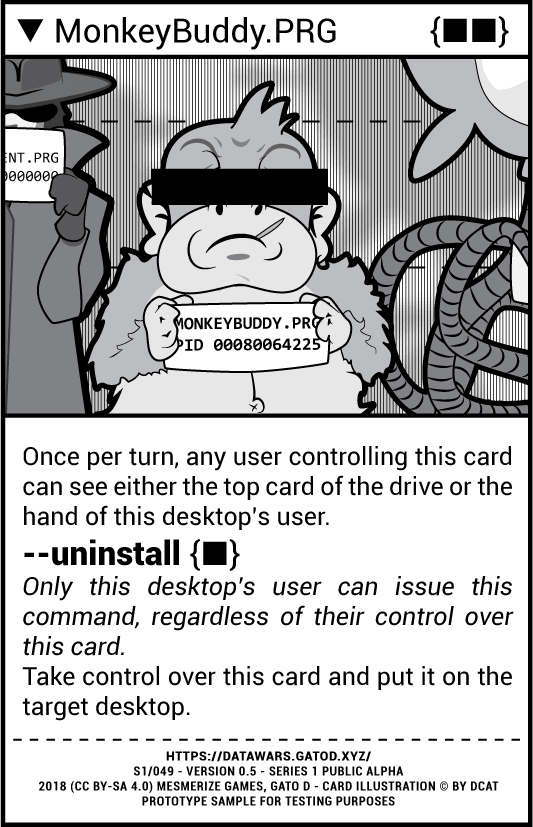 ▼ MonkeyBuddy.PRG {■■}
ENT.PRG
0000000
MONKEYBUDDY.PRG
PID 00080064225
Once per turn, any user controlling this card
can see either the top card of the drive or the
hand of this desktop's user.
--uninstall {■}
Only this desktop's user can issue this
command, regardless of their control over
this card.
Take control over this card and put it on the
target desktop.
HTTPS://DATAWARS.GATOD.XYZ/
S1/049 - VERSION 0.5 - SERIES 1 PUBLIC ALPHA
2018 (CC BY-SA 4.0) MESMERIZE GAMES, GATO D - CARD ILLUSTRATION © BY DCAT
PROTOTYPE SAMPLE FOR TESTING PURPOSES